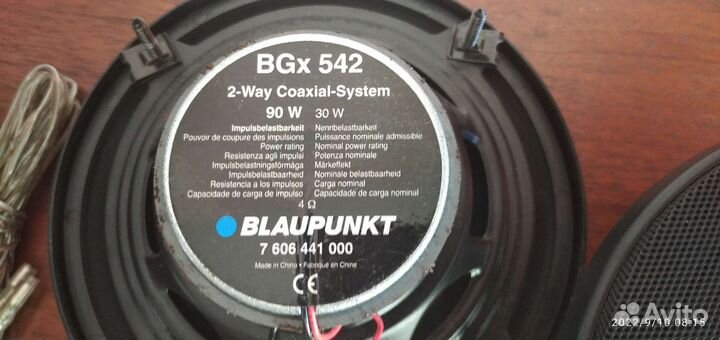 BGx 542
2-Way Coaxial-System
90 W 30 W
Impulsbelastbarkeit Nennbelastbarkeit
Pouvoir de coupure des impulsions Puissance nominale admissible
Power rating Nominal power rating
Resistenza agli impulsi Potenza nominale
Impulsbelastningsförmåga Märkeffekt
Impulsbelastbaarheid Nominale belastbaarheid
Resistencia a los impulsos Carga nominal
Capacidade de carga de impulso Capacidade de carga nominal
4 Ω
BLAUPUNKT
7 606 441 000
Made in China • Fabriqué en Chine
CE
Avito
2022/9/10 08:15